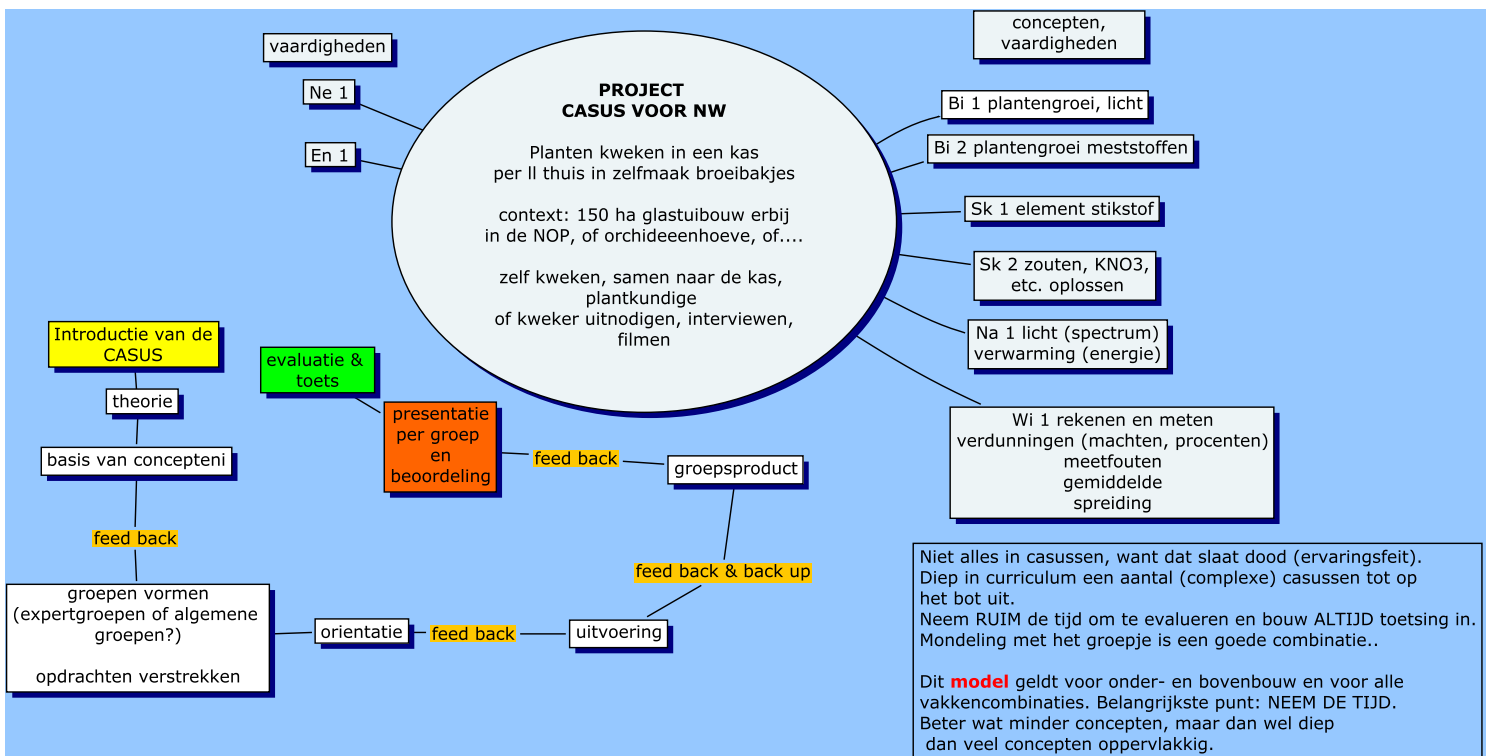 vaardigheden
Ne 1
En 1
PROJECT
CASUS VOOR NW
Planten kweken in een kas
per ll thuis in zelfmaak broeibakjes
context: 150 ha glastuibouw erbij
in de NOP, of orchideeenhoeve, of....
zelf kweken, samen naar de kas,
plantkundige
of kweker uitnodigen, interviewen,
filmen
concepten,
vaardigheden
Bi 1 plantengroei, licht
Bi 2 plantengroei meststoffen
Sk 1 element stikstof
Sk 2 zouten, KNO3,
etc. oplossen
Na 1 licht (spectrum)
verwarming (energie)
Wi 1 rekenen en meten
verdunningen (machten, procenten)
meetfouten
gemiddelde
spreiding
Introductie van de
CASUS
theorie
basis van concepteni
feed back
groepen vormen
(expertgroepen of algemene
groepen?)
opdrachten verstrekken
orientatie
feed back
uitvoering
feed back & back up
groepsproduct
feed back
presentatie
per groep
en
beoordeling
evaluatie &
toets
Niet alles in casussen, want dat slaat dood (ervaringsfeit).
Diep in curriculum een aantal (complexe) casussen tot op
het bot uit.
Neem RUIM de tijd om te evalueren en bouw ALTIJD toetsing in.
Mondeling met het groepje is een goede combinatie..
Dit model geldt voor onder- en bovenbouw en voor alle
vakkencombinaties. Belangrijkste punt: NEEM DE TIJD.
Beter wat minder concepten, maar dan wel diep
dan veel concepten oppervlakkig.